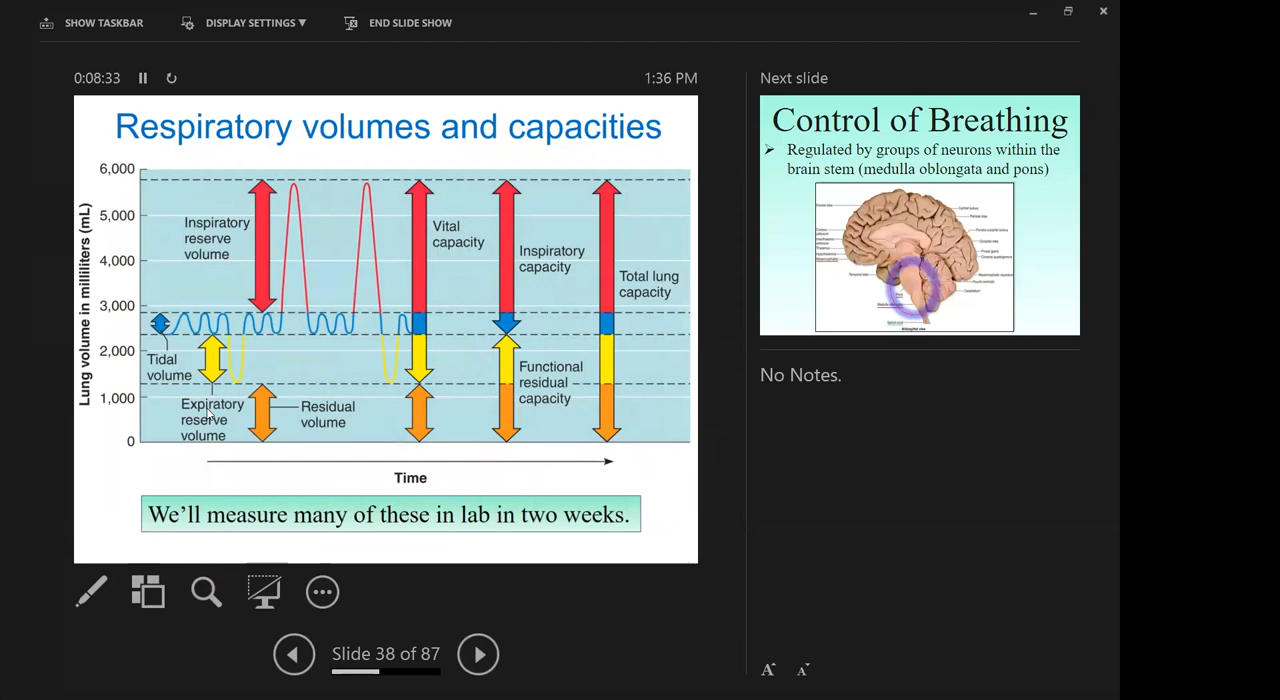 SHOW TASKBAR
DISPLAY SETTINGS ▼
END SLIDE SHOW
0:08:33
1:36 PM
Next slide
Respiratory volumes and capacities
6,000
5,000
4,000
3,000
2,000
1,000
0
Lung volume in milliliters (mL)
Inspiratory
reserve
volume
Vital
capacity
Inspiratory
capacity
Total lung
capacity
Tidal
volume
Expiratory
reserve
volume
Residual
volume
Functional
residual
capacity
Time
We’ll measure many of these in lab in two weeks.
Slide 38 of 87
Control of Breathing
➢ Regulated by groups of neurons within the
brain stem (medulla oblongata and pons)
No Notes.
A
A